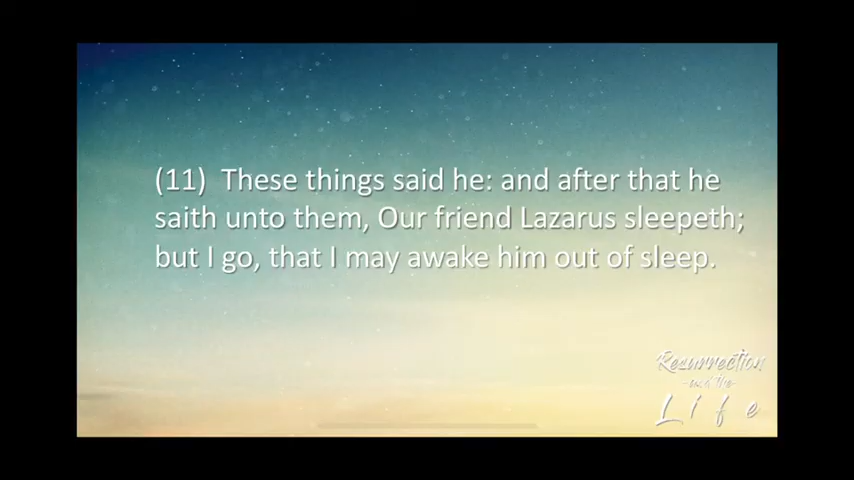 (11) These things said he: and after that he
saith unto them, Our friend Lazarus sleepeth;
but I go, that I may awake him out of sleep.
Resurrection
-and the-
Life